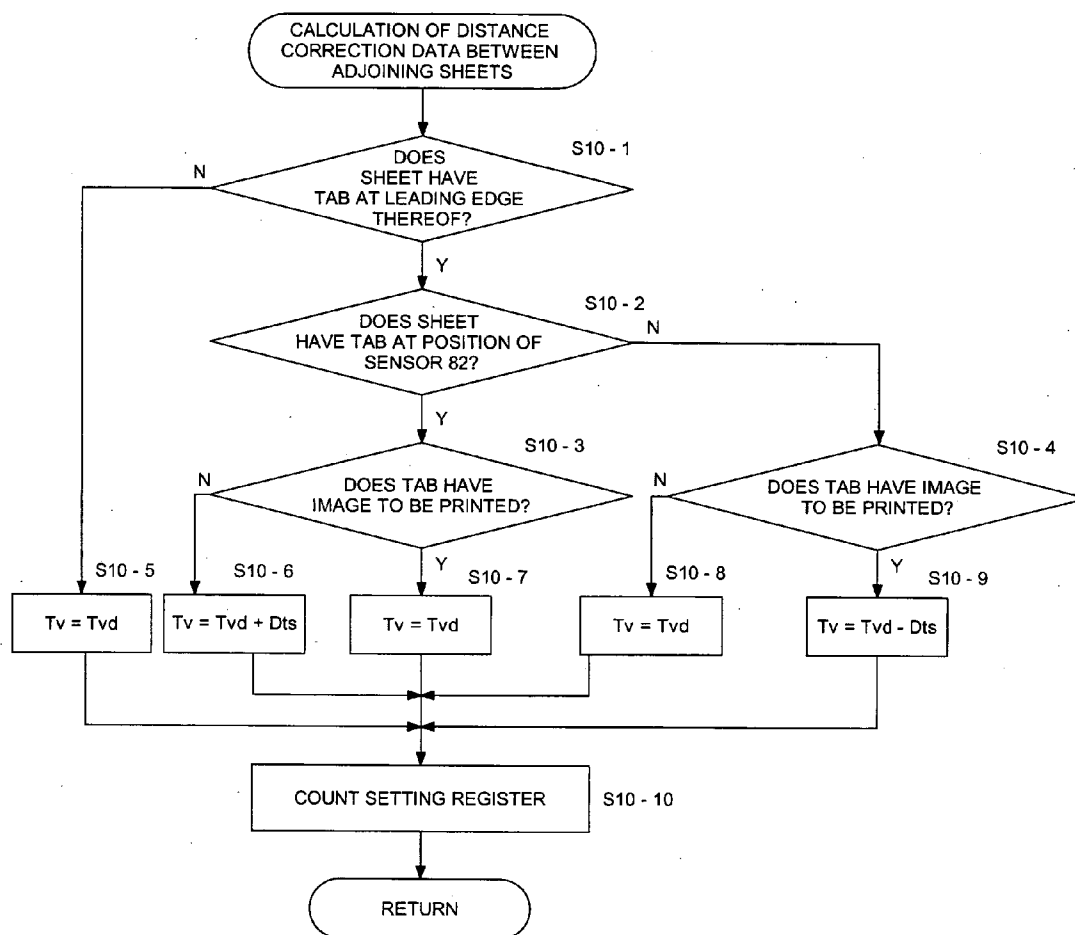 CALCULATION OF DISTANCE
CORRECTION DATA BETWEEN
ADJOINING SHEETS
S10 - 1
DOES
SHEET HAVE
TAB AT LEADING EDGE
THEREOF?
N
Y
S10 - 2
DOES SHEET
HAVE TAB AT POSITION OF
SENSOR 82?
N
Y
S10 - 3
DOES TAB HAVE
IMAGE TO BE PRINTED?
N
Y
S10 - 4
DOES TAB HAVE IMAGE
TO BE PRINTED?
N
Y
S10 - 5
Tv = Tvd
S10 - 6
Tv = Tvd + Dts
S10 - 7
Tv = Tvd
S10 - 8
Tv = Tvd
S10 - 9
Tv = Tvd - Dts
COUNT SETTING REGISTER
S10 - 10
RETURN